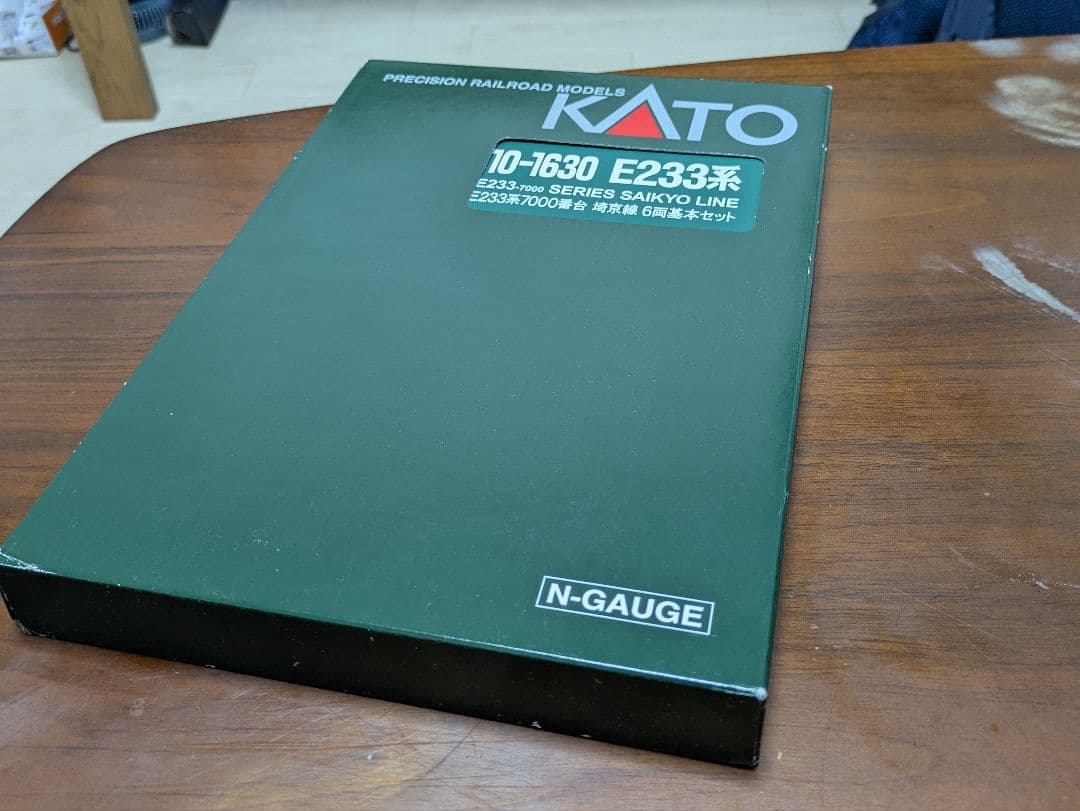 PRECISION RAILROAD MODELS
KATO
10-1630 E233系
E233-7000 SERIES SAIKYO LINE
E233系7000番台 埼京線 6両基本セット
N-GAUGE